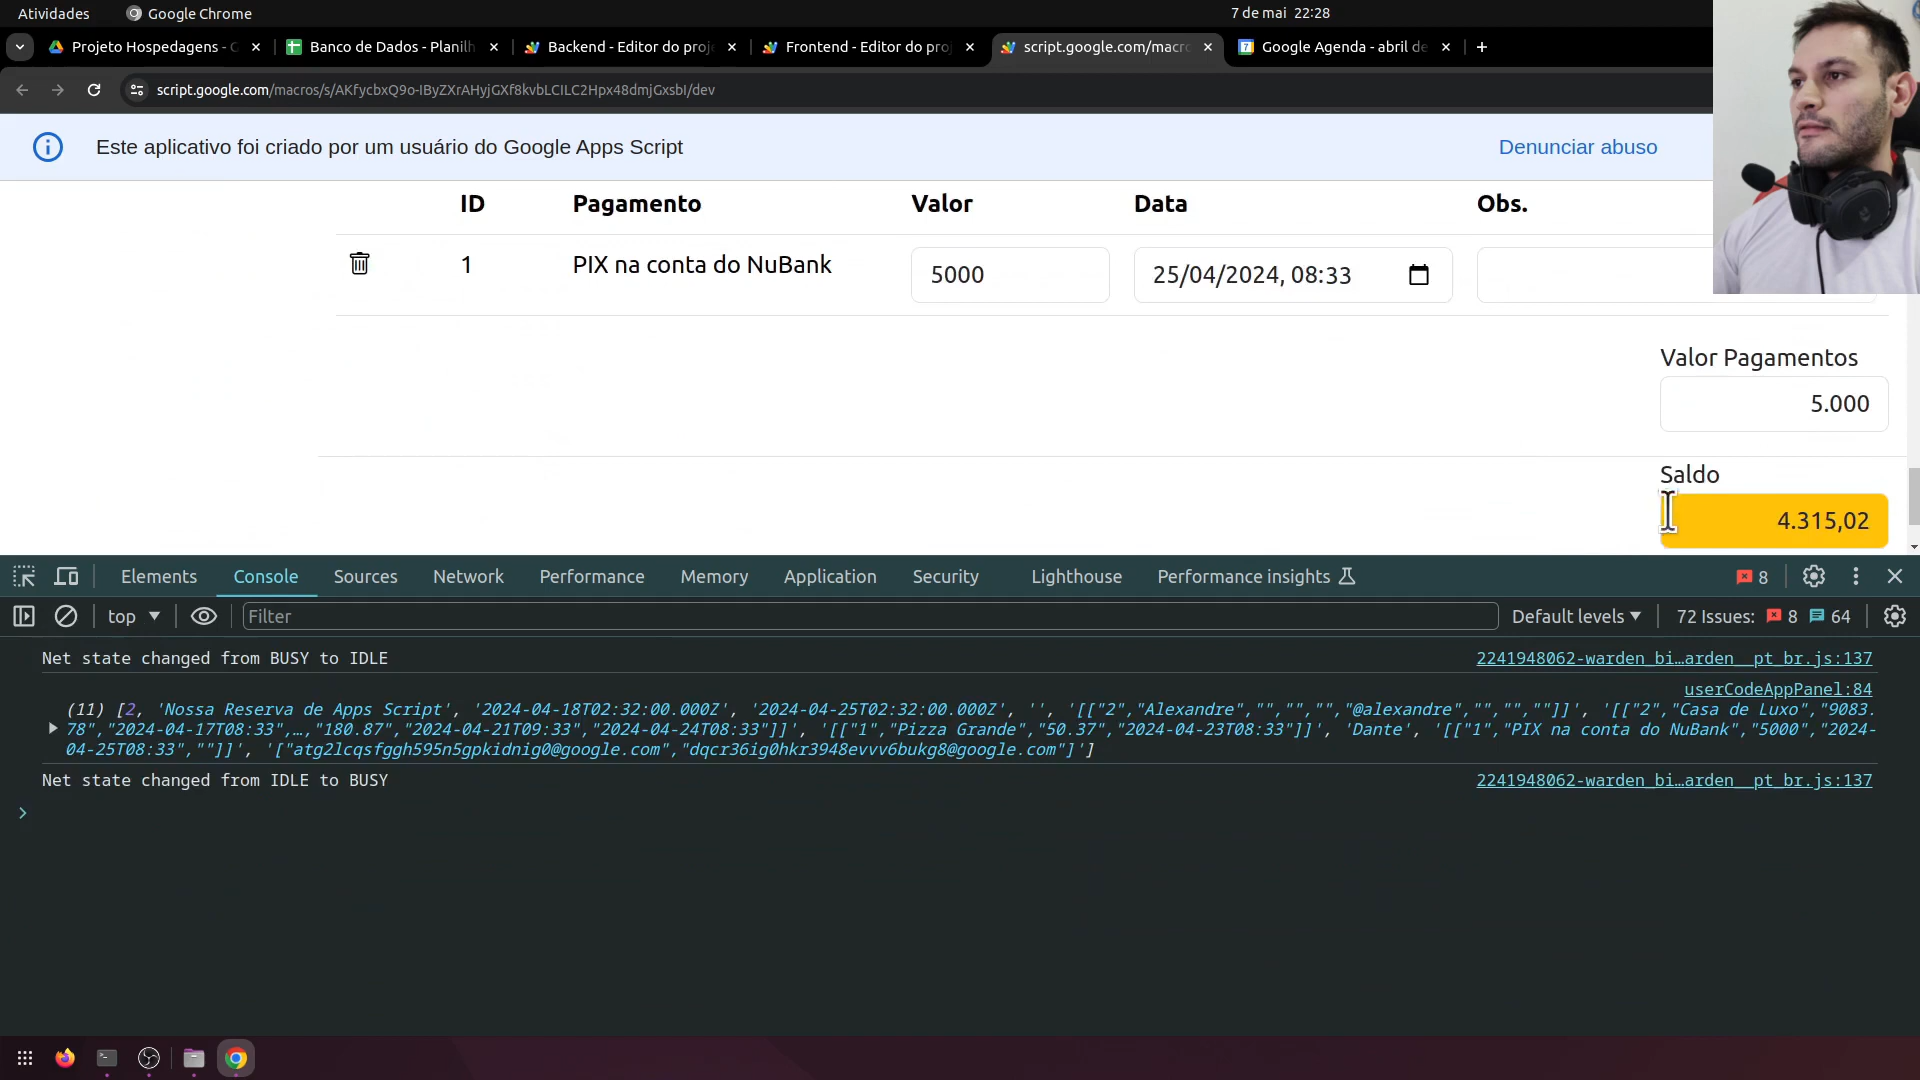 Atividades
Google Chrome
7 de mai 22:28
Projeto Hospedagens -
Banco de Dados - Planilh
Backend - Editor do proj
Frontend - Editor do proj
script.google.com/macro
Google Agenda - abril de
script.google.com/macros/s/AKfycbxQ9o-IByZXrAHyjGXf8kvbLCILC2Hpx48dmjGxsbI/dev
Este aplicativo foi criado por um usuário do Google Apps Script
Denunciar abuso
ID Pagamento Valor Data Obs.
1 PIX na conta do NuBank 5000 25/04/2024, 08:33
Valor Pagamentos
5.000
Saldo
4.315,02
Elements Console Sources Network Performance Memory Application Security Lighthouse Performance insights 8
top Filter Default levels 72 Issues: 8 64
Net state changed from BUSY to IDLE 2241948062-warden_bi…arden__pt_br.js:137
userCodeAppPanel:84
(11) [2, 'Nossa Reserva de Apps Script', '2024-04-18T02:32:00.000Z', '2024-04-25T02:32:00.000Z', '', '[["2","Alexandre","","","","@alexandre","","",""]]', '[["2","Casa de Luxo","9083.
78","2024-04-17T08:33",…,"180.87","2024-04-21T09:33","2024-04-24T08:33"]]', '[["1","Pizza Grande","50.37","2024-04-23T08:33"]]', 'Dante', '[["1","PIX na conta do NuBank","5000","2024-
04-25T08:33",""]]', '["atg2lcqsfggh595n5gpkidnig0@google.com","dqcr36ig0hkr3948evvv6bukg8@google.com"]']
Net state changed from IDLE to BUSY 2241948062-warden_bi…arden__pt_br.js:137